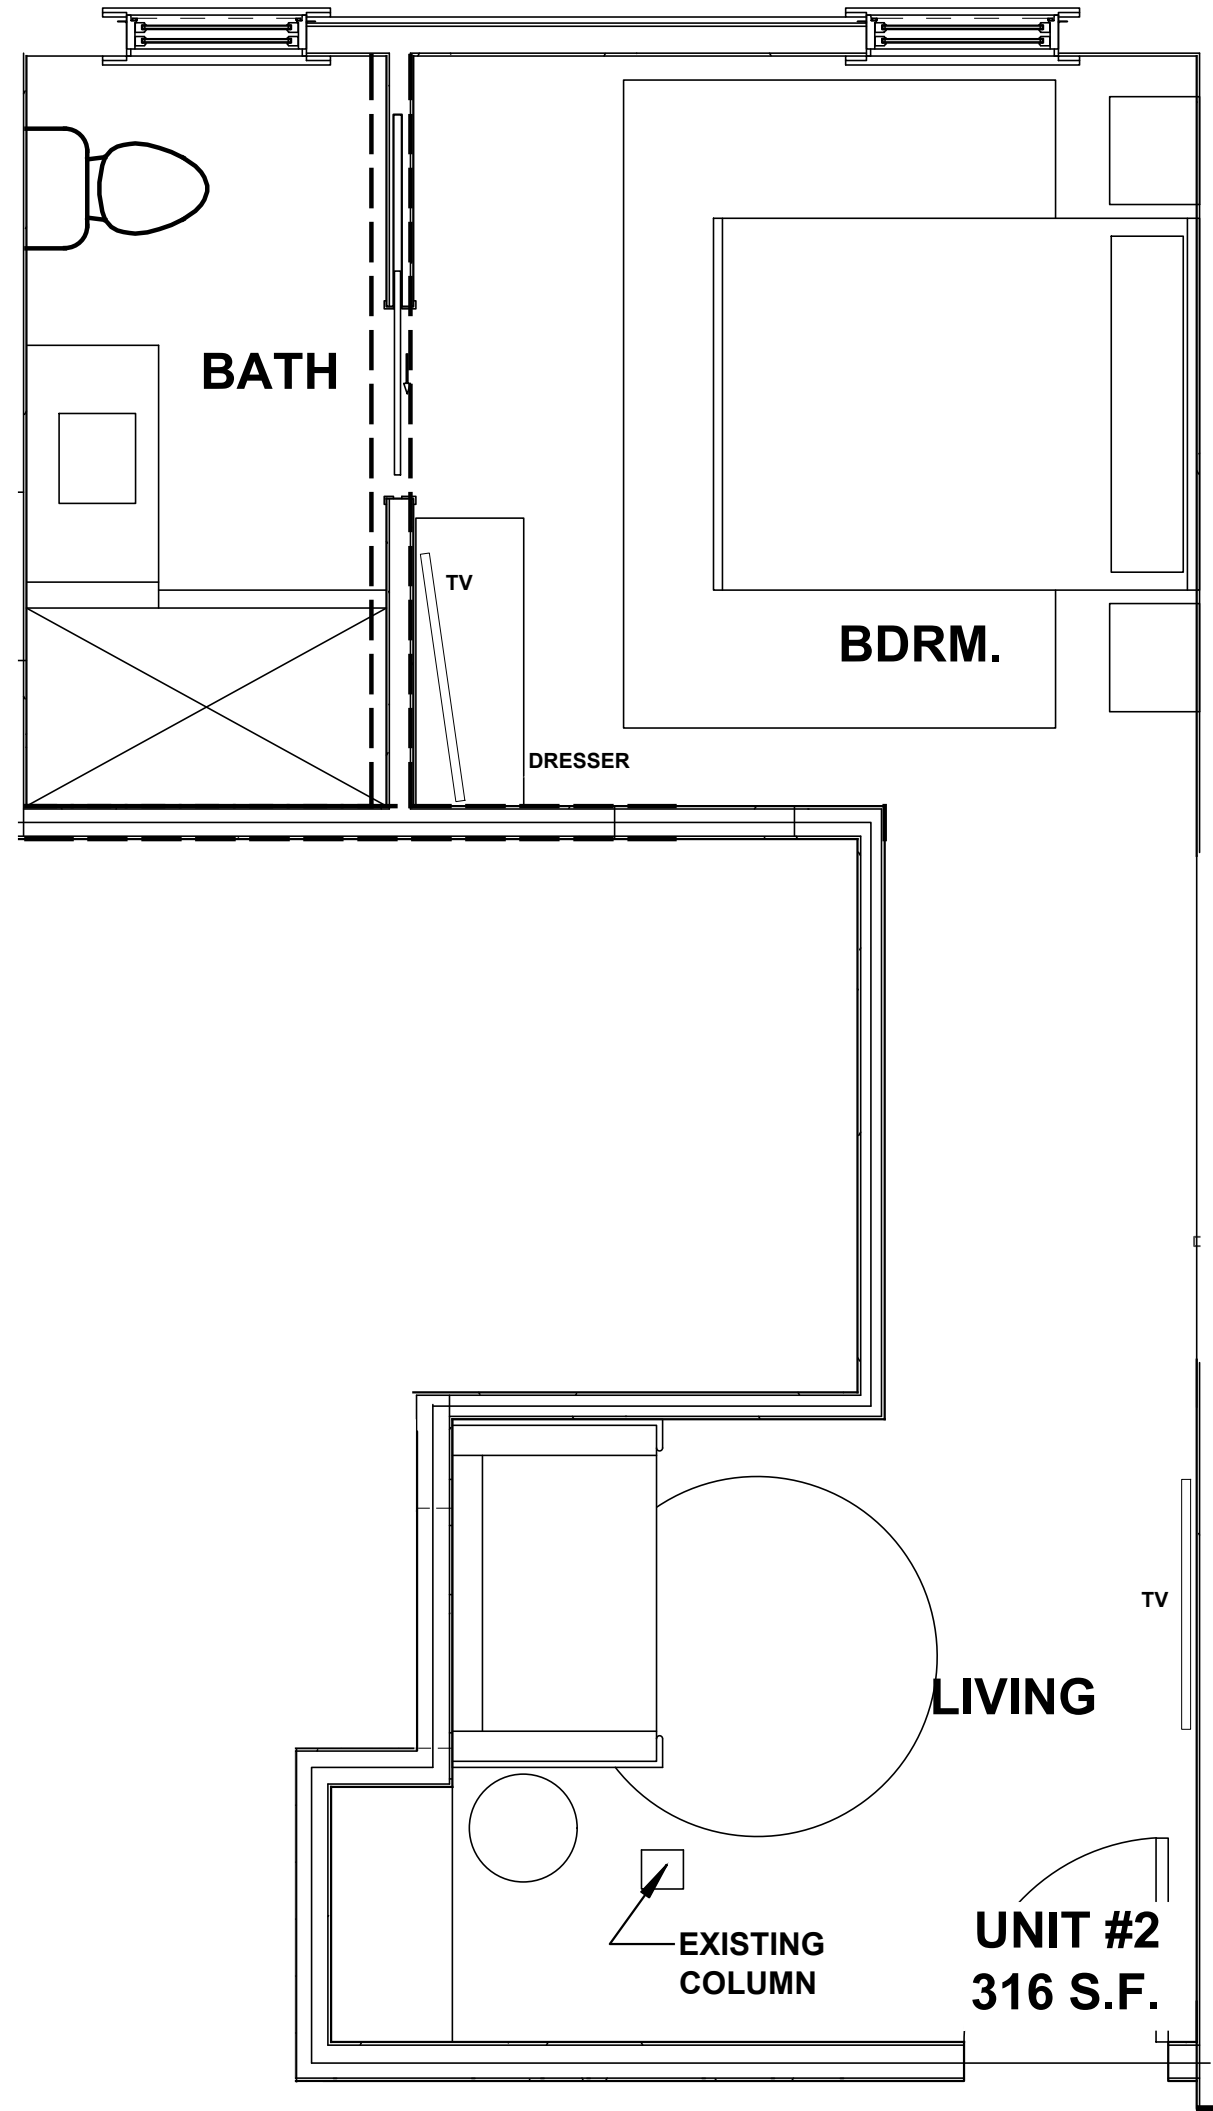 BATH
TV
BDRM.
DRESSER
TV
LIVING
UNIT #2
316 S.F.
EXISTING
COLUMN